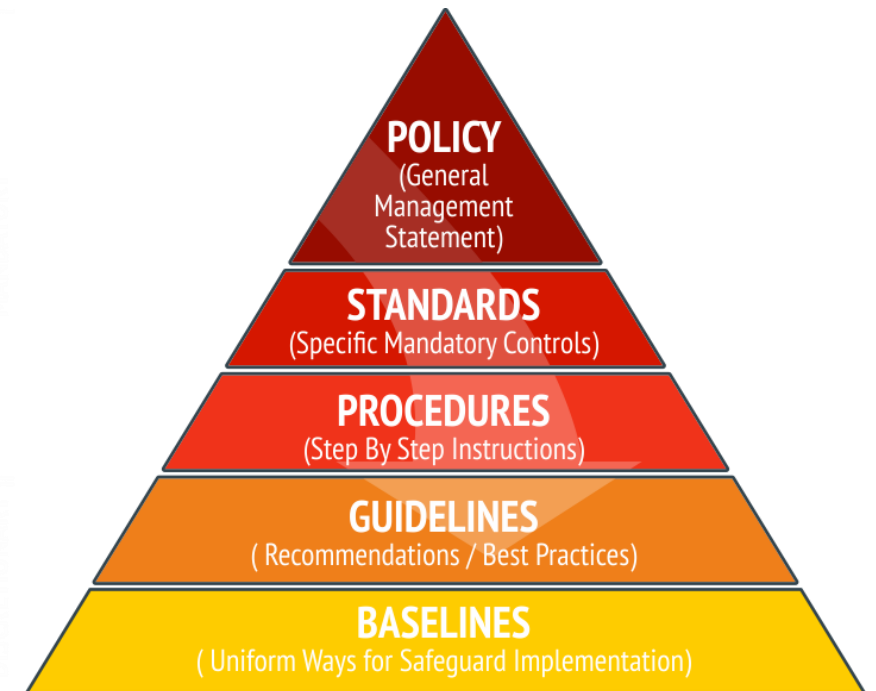 POLICY
(General
Management
Statement)
STANDARDS
(Specific Mandatory Controls)
PROCEDURES
(Step By Step Instructions)
GUIDELINES
( Recommendations / Best Practices)
BASELINES
( Uniform Ways for Safeguard Implementation)